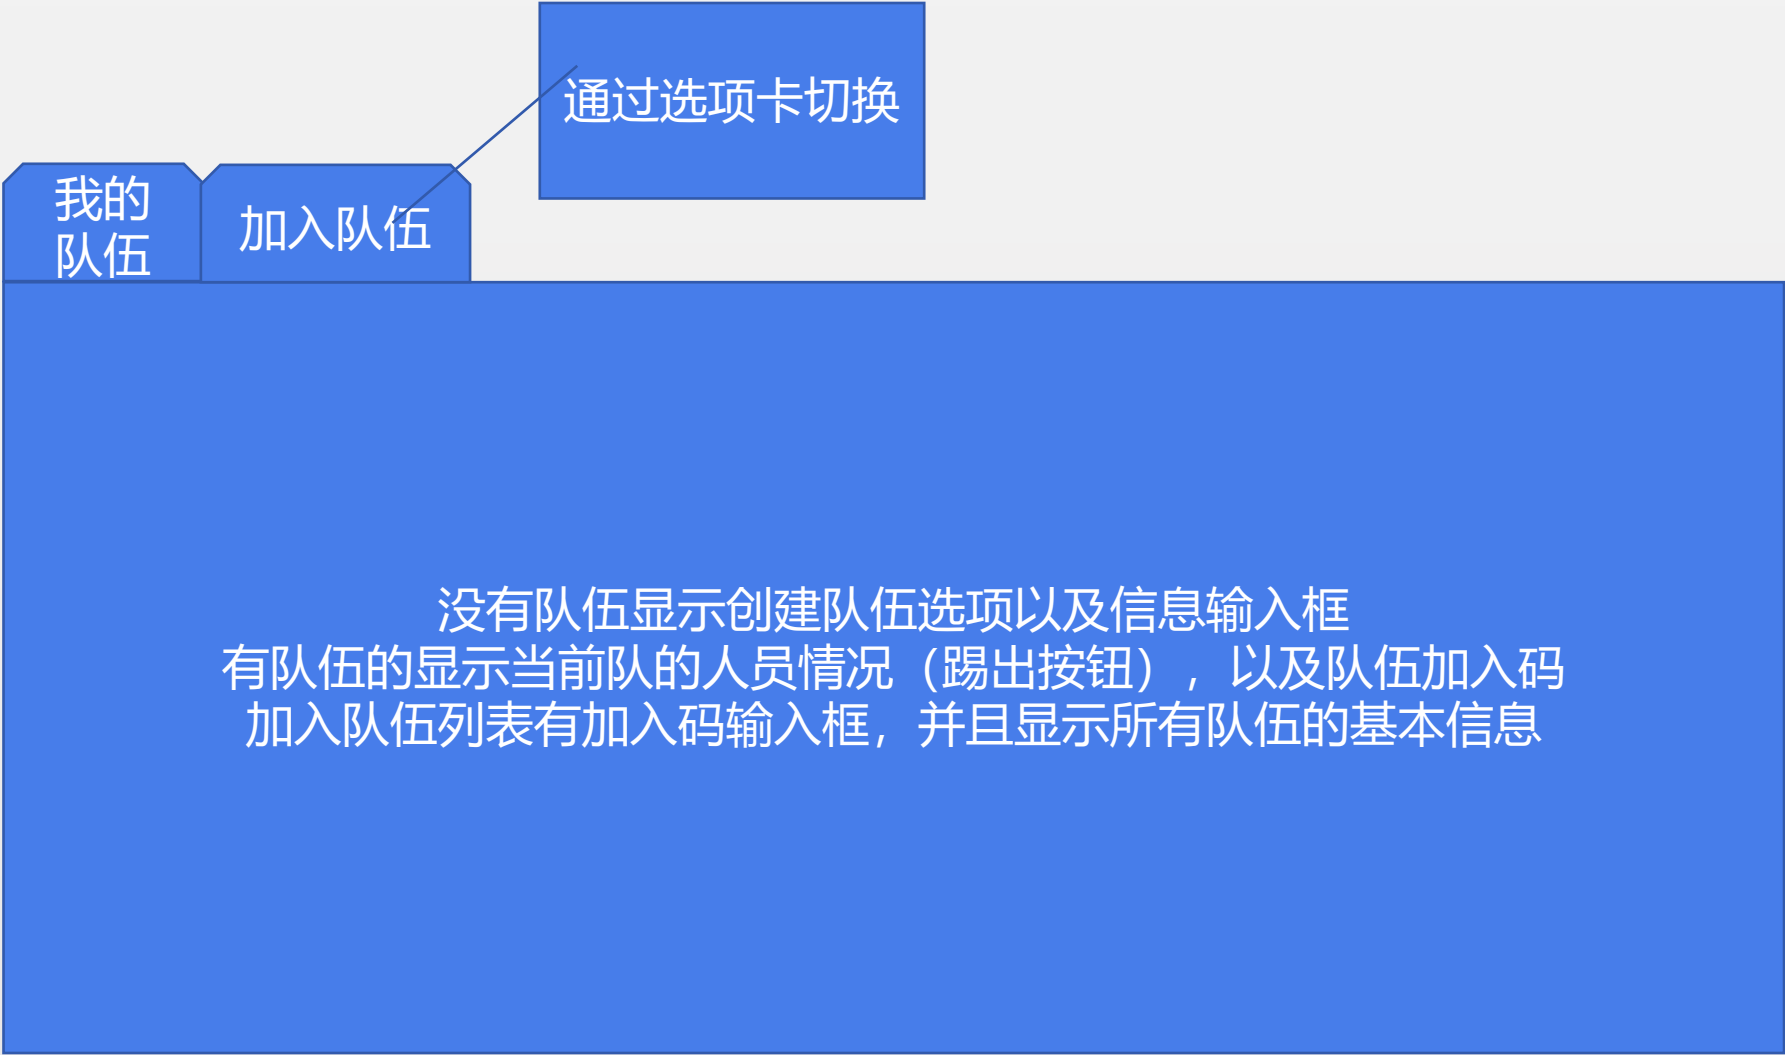 通过选项卡切换
我的
队伍
加入队伍
没有队伍显示创建队伍选项以及信息输入框
有队伍的显示当前队的人员情况（踢出按钮），以及队伍加入码
加入队伍列表有加入码输入框，并且显示所有队伍的基本信息